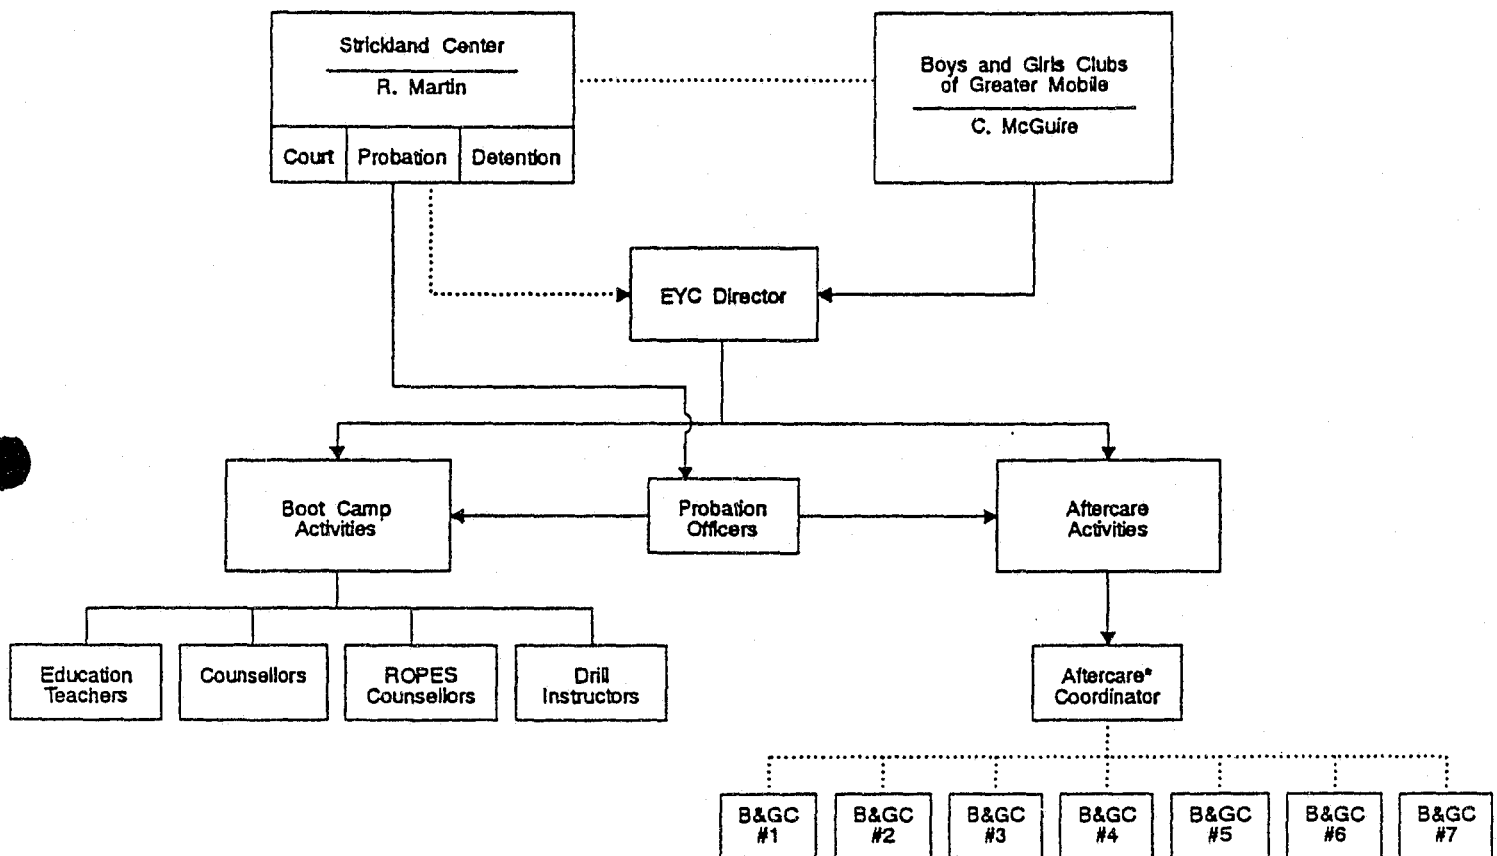 Strickland Center
R. Martin
Court
Probation
Detention
Boys and Girls Clubs
of Greater Mobile
C. McGuire
EYC Director
Boot Camp
Activities
Probation
Officers
Aftercare
Activities
Education
Teachers
Counsellors
ROPES
Counsellors
Drill
Instructors
Aftercare*
Coordinator
B&GC
#1
B&GC
#2
B&GC
#3
B&GC
#4
B&GC
#5
B&GC
#6
B&GC
#7